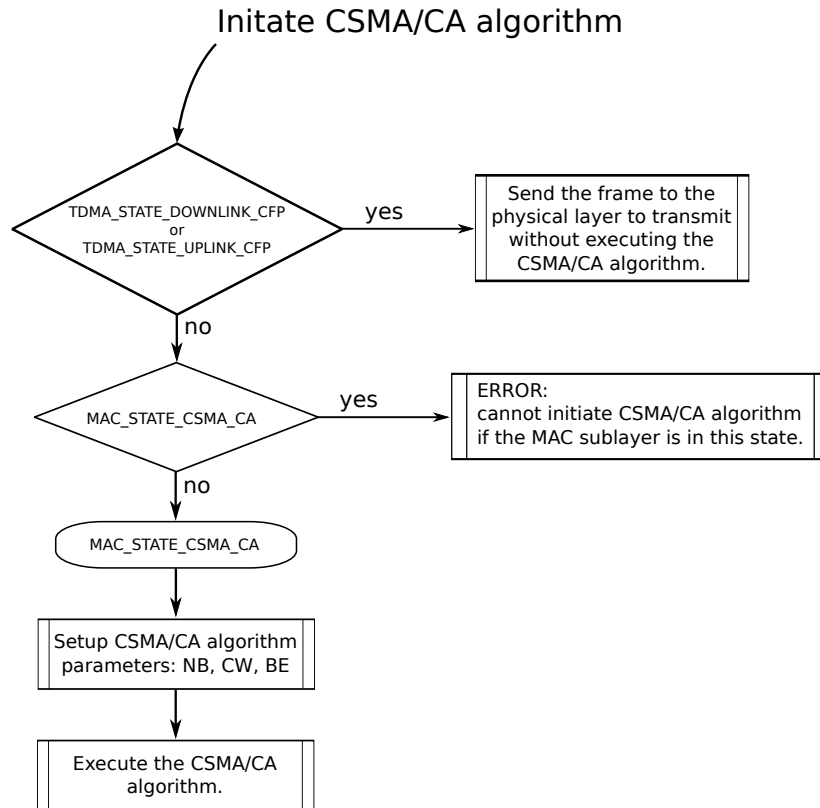 Initate CSMA/CA algorithm
TDMA_STATE_DOWNLINK_CFP
or
TDMA_STATE_UPLINK_CFP
yes
Send the frame to the
physical layer to transmit
without executing the
CSMA/CA algorithm.
no
MAC_STATE_CSMA_CA
yes
ERROR:
cannot initiate CSMA/CA algorithm
if the MAC sublayer is in this state.
no
MAC_STATE_CSMA_CA
Setup CSMA/CA algorithm
parameters: NB, CW, BE
Execute the CSMA/CA
algorithm.